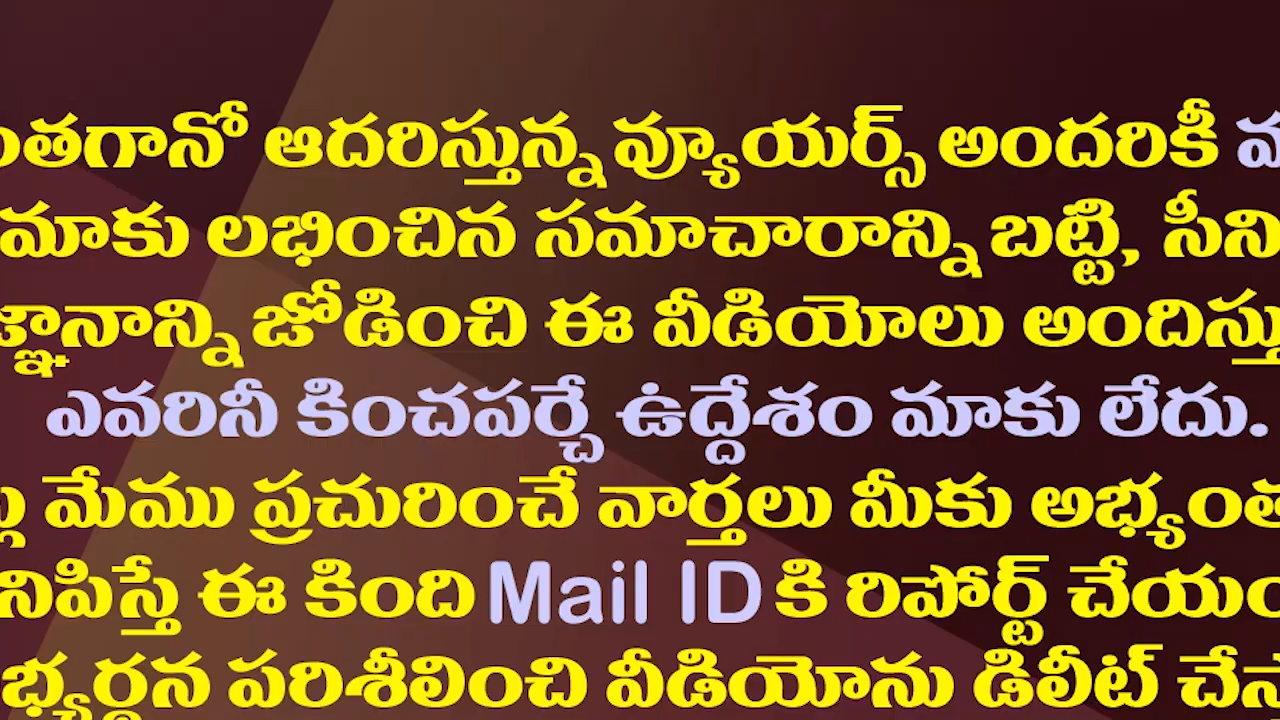 ంతగానో ఆదరిస్తున్న వ్యూయర్స్ అందరికీ
మాకు లభించిన సమాచారాన్ని బట్టి, సీని
జ్ఞానాన్ని జోడించి ఈ వీడియోలు అందిస్తు
ఎవరినీ కించపర్చే ఉద్దేశం మాకు లేదు.
మేము ప్రచురించే వార్తలు మీకు అభ్యంత
నిపిస్తే ఈ కింది Mail ID కి రిపోర్ట్ చేయం
భ్యర్థన పరిశీలించి వీడియోను డిలీట్ చేస